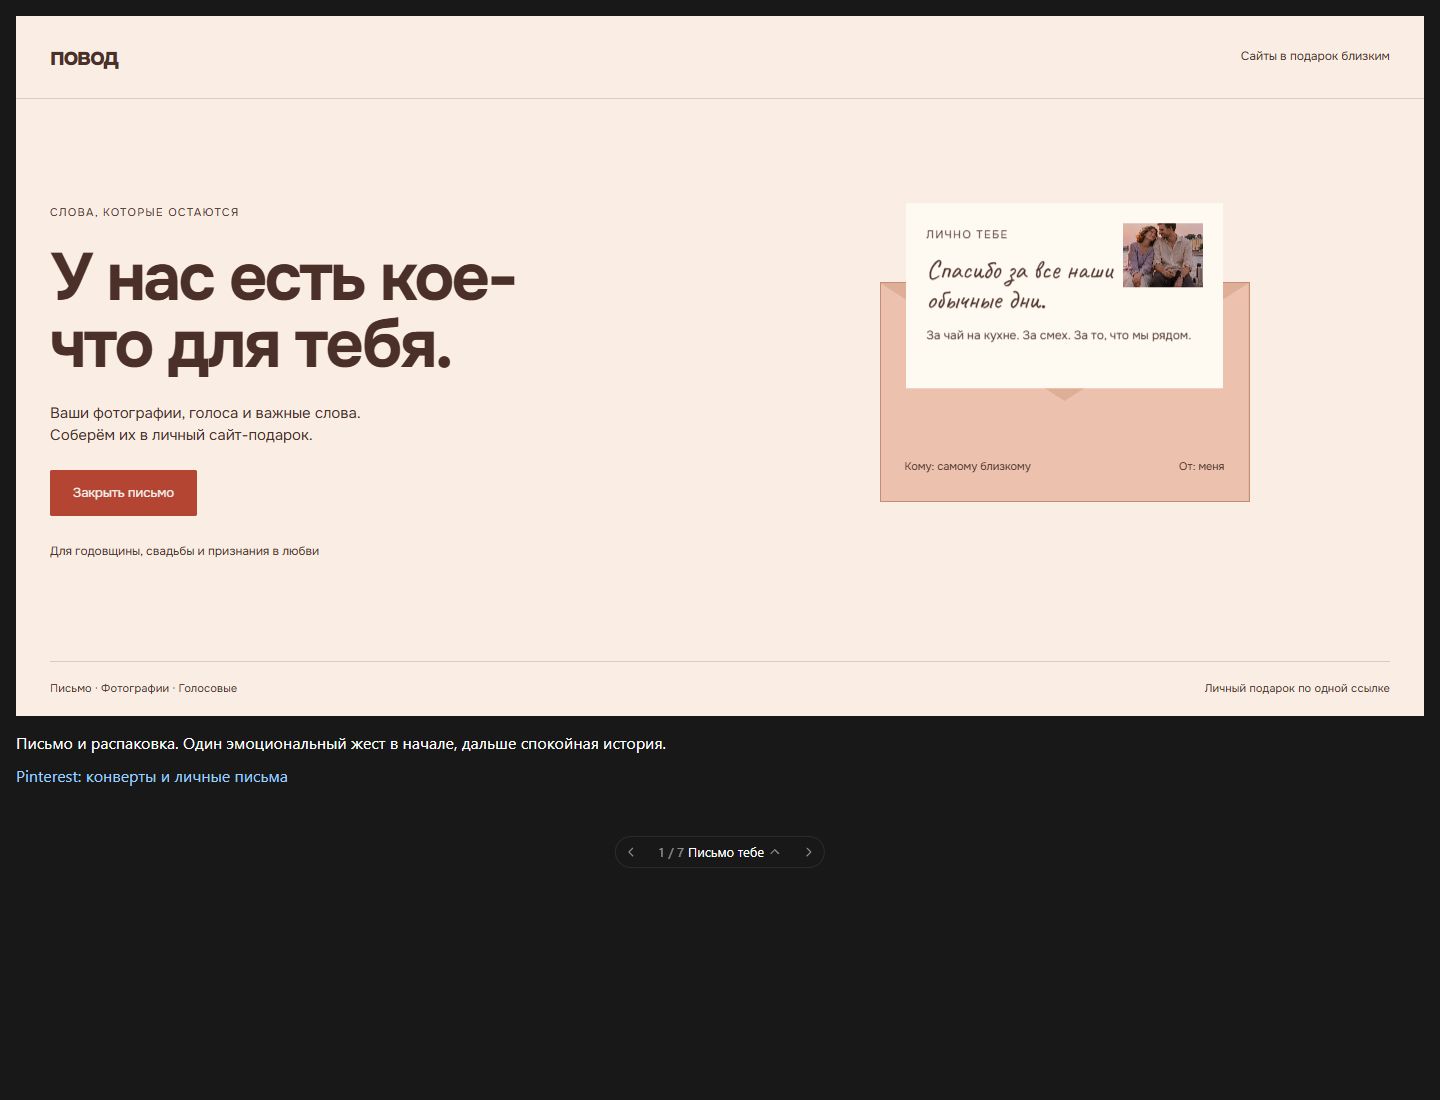 повод
Сайты в подарок близким
СЛОВА, КОТОРЫЕ ОСТАЮТСЯ
У нас есть кое-
что для тебя.
Ваши фотографии, голоса и важные слова.
Соберём их в личный сайт-подарок.
Закрыть письмо
Для годовщины, свадьбы и признания в любви
ЛИЧНО ТЕБЕ
Спасибо за все наши
обычные дни.
За чай на кухне. За смех. За то, что мы рядом.
Кому: самому близкому
От: меня
Письмо · Фотографии · Голосовые
Личный подарок по одной ссылке
Письмо и распаковка. Один эмоциональный жест в начале, дальше спокойная история.
Pinterest: конверты и личные письма
1 / 7 Письмо тебе